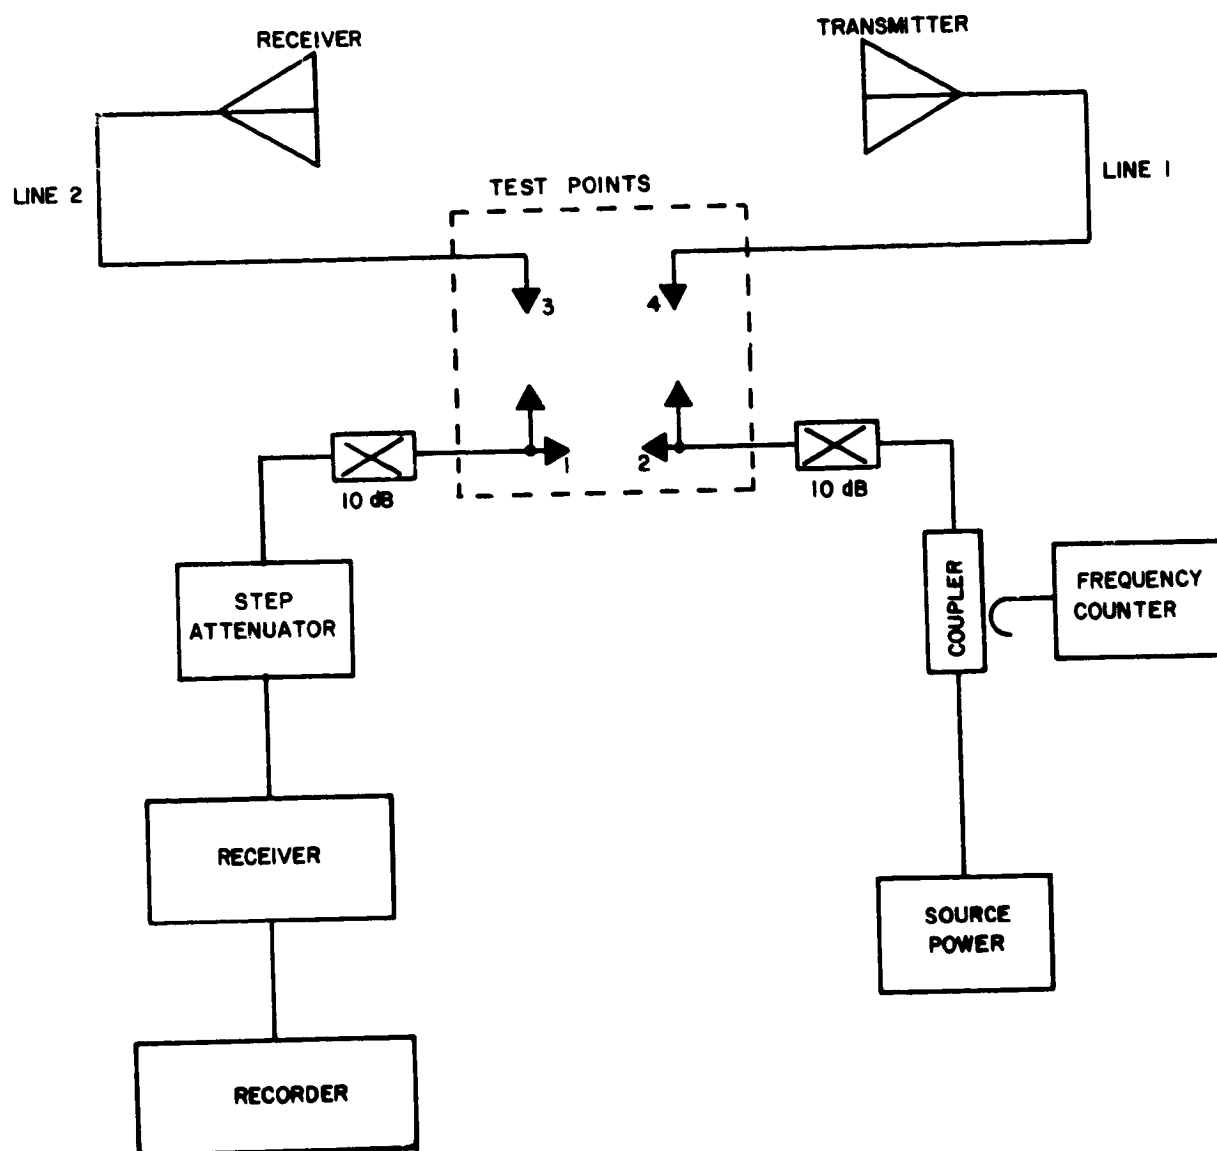 RECEIVER
TRANSMITTER
LINE 2
TEST POINTS
LINE 1
3
4
1
2
10 dB
10 dB
STEP
ATTENUATOR
COUPLER
FREQUENCY
COUNTER
RECEIVER
SOURCE
POWER
RECORDER